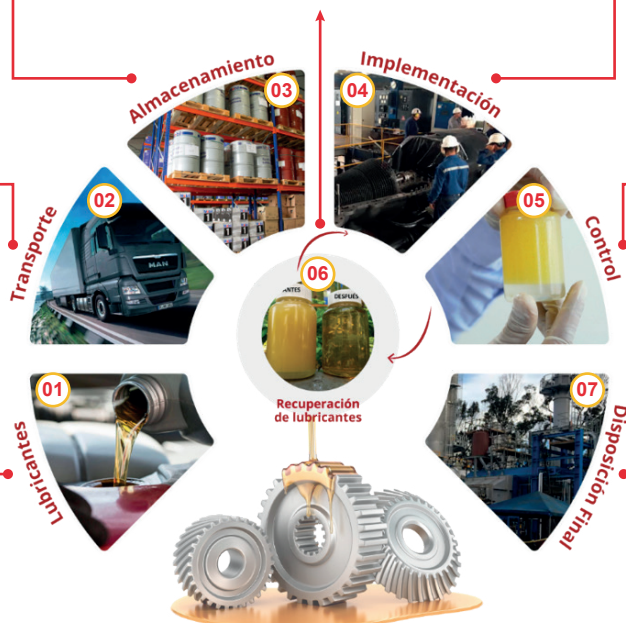 01
Lubricantes
02
Transporte
MAN
03
Almacenamiento
04
Implementación
05
Control
06
ANTES
DESPUÉS
Recuperación
de lubricantes
07
Disposición Final